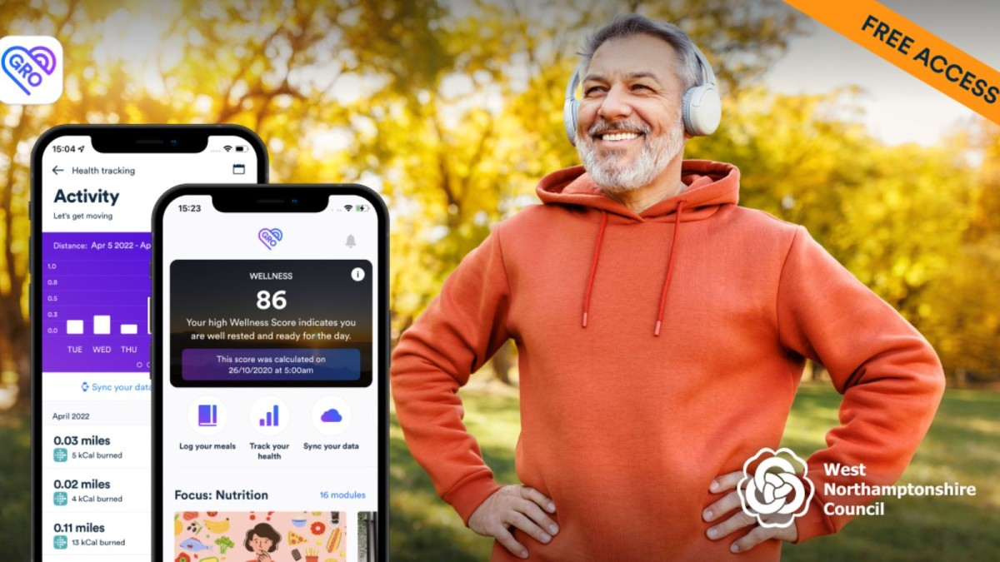 GRO
FREE ACCESS
15:04
Health tracking
Activity
Let's get moving
Distance: Apr 5 2022 - Ap
1.0
0.8
0.5
0.3
0.0
TUE WED THU
Sync your data
April 2022
0.03 miles
5 kCal burned
0.02 miles
4 kCal burned
0.11 miles
13 kCal burned
15:23
GRO
WELLNESS
i
86
Your high Wellness Score indicates you
are well rested and ready for the day.
This score was calculated on
26/10/2020 at 5:00am
Log your meals
Track your
health
Sync your data
Focus: Nutrition
16 modules
West
Northamptonshire
Council